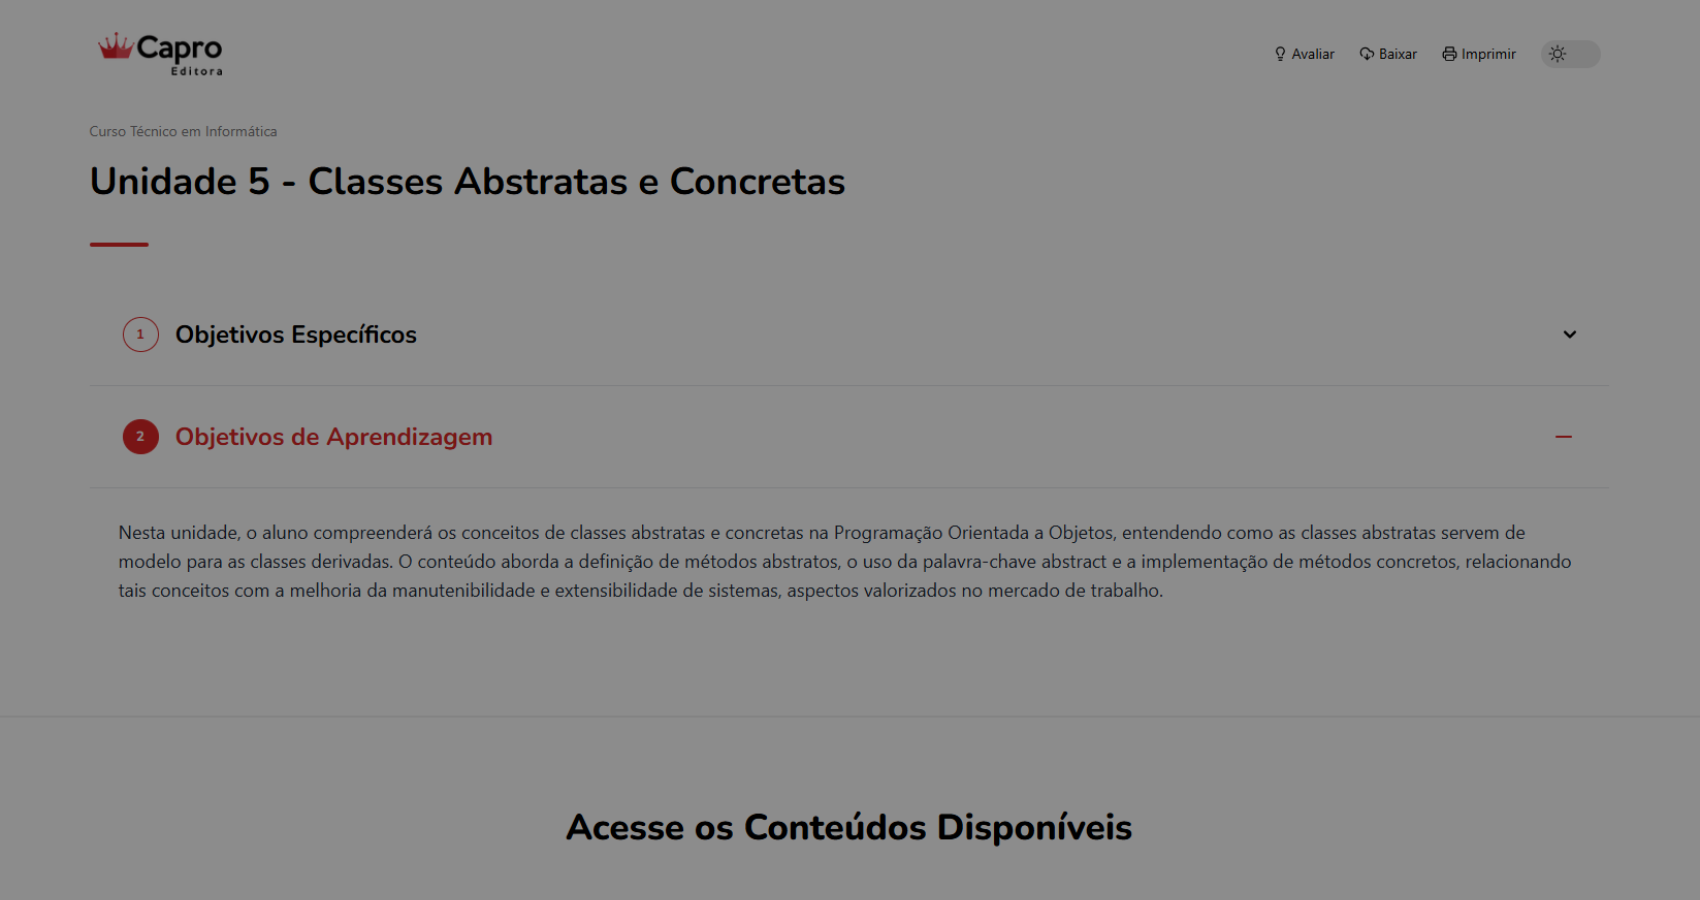 Capro
Editora
Avaliar
Baixar
Imprimir
Curso Técnico em Informática
Unidade 5 - Classes Abstratas e Concretas
1
Objetivos Específicos
2
Objetivos de Aprendizagem
Nesta unidade, o aluno compreenderá os conceitos de classes abstratas e concretas na Programação Orientada a Objetos, entendendo como as classes abstratas servem de
modelo para as classes derivadas. O conteúdo aborda a definição de métodos abstratos, o uso da palavra-chave abstract e a implementação de métodos concretos, relacionando
tais conceitos com a melhoria da manutenibilidade e extensibilidade de sistemas, aspectos valorizados no mercado de trabalho.
Acesse os Conteúdos Disponíveis